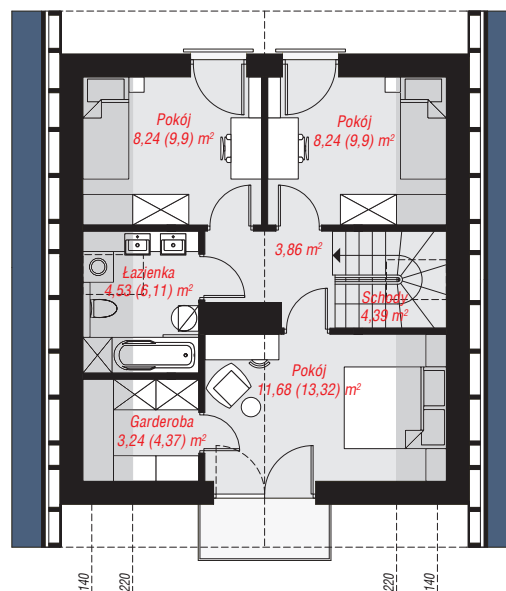 Pokój
8,24 (9,9) m²
Pokój
8,24 (9,9) m²
3,86 m²
Łazienka
4,53 (6,11) m²
Schody
4,39 m²
Pokój
11,68 (13,32) m²
Garderoba
3,24 (4,37) m²
140
220
220
140